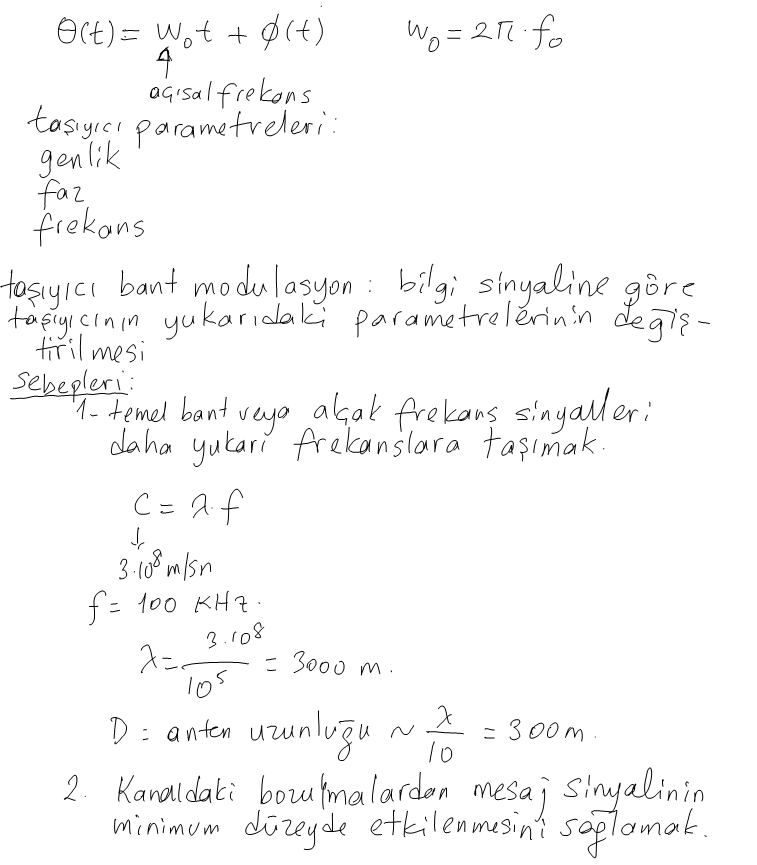 θ(t) = w₀t + ϕ(t)    w₀ = 2π · f₀
açısal frekans
taşıyıcı parametreleri:
genlik
faz
frekans
taşıyıcı bant modulasyon : bilgi sinyaline göre
taşıyıcının yukarıdaki parametrelerinin değiş-
tirilmesi
Sebepleri:
1- temel bant veya alçak frekans sinyalleri
daha yukarı frekanslara taşımak.
C = λ.f
↓
3.10⁸ m/sn
f = 100 KHz.
λ = 3.10⁸ / 10⁵ = 3000 m.
D = anten uzunluğu ~ λ/10 = 300 m.
2. Kanaldaki bozulmalardan mesaj sinyalinin
minimum düzeyde etkilenmesini sağlamak.